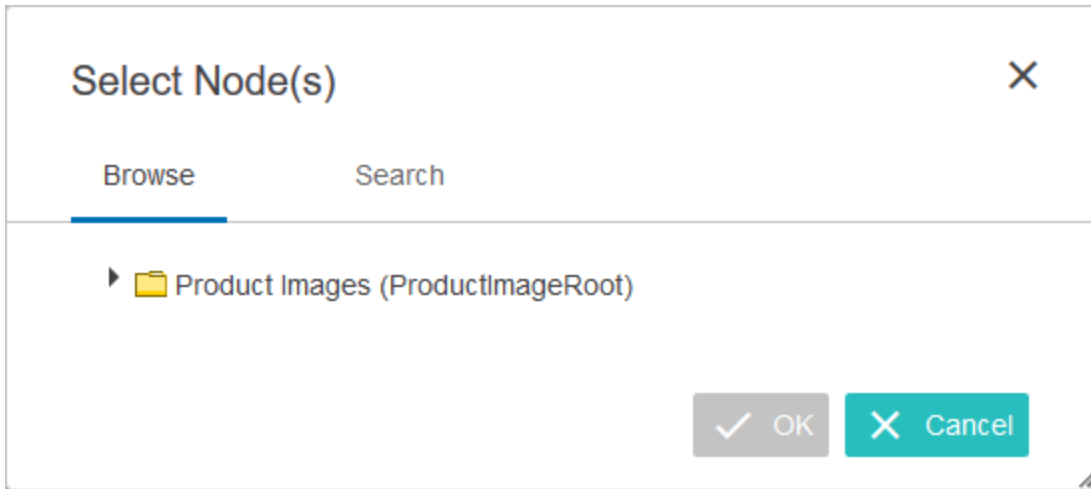 Select Node(s)
Browse
Search
Product Images (ProductImageRoot)
OK
Cancel